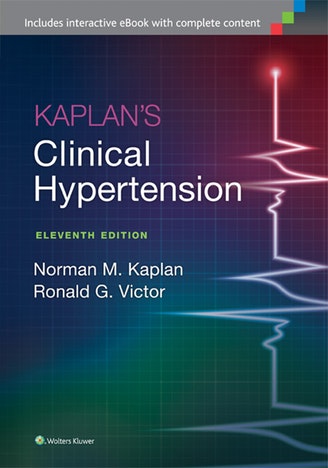 Includes interactive eBook with complete content
KAPLAN'S
Clinical
Hypertension
ELEVENTH EDITION
Norman M. Kaplan
Ronald G. Victor
Wolters Kluwer